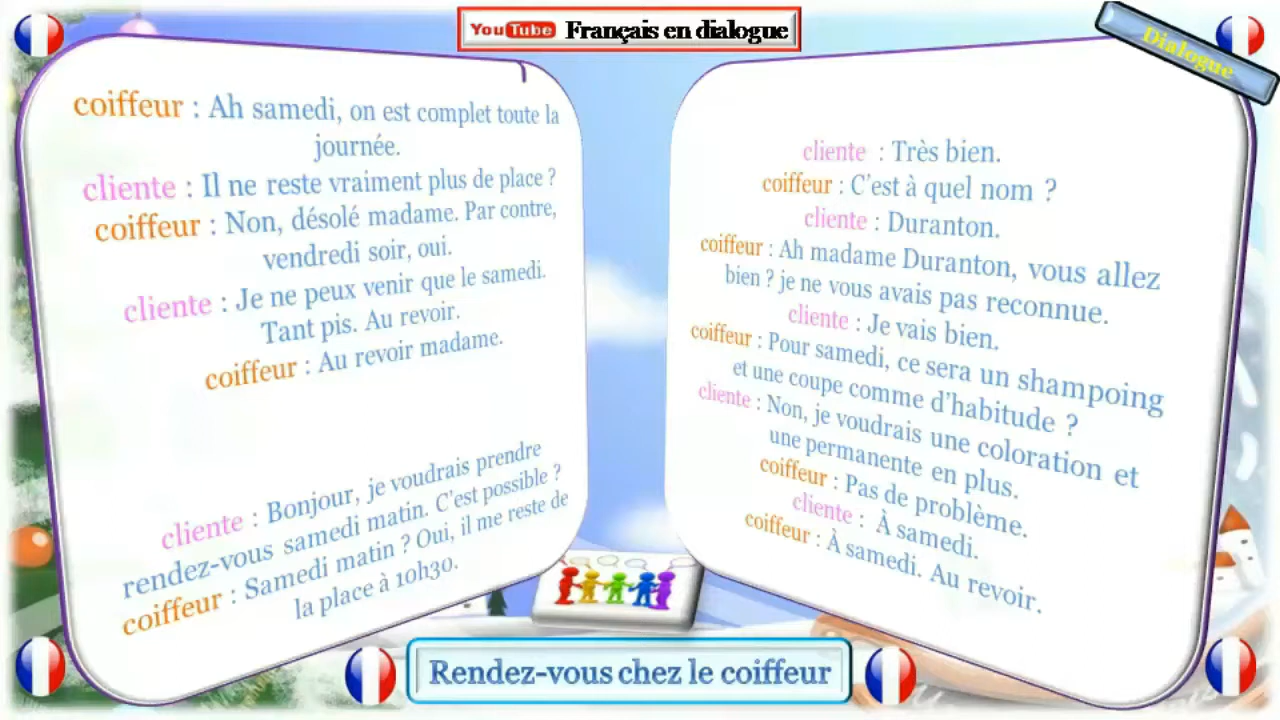 YouTube Français en dialogue
Dialogue
coiffeur : Ah samedi, on est complet toute la
journée.
cliente : Il ne reste vraiment plus de place ?
coiffeur : Non, désolé madame. Par contre,
vendredi soir, oui.
cliente : Je ne peux venir que le samedi.
Tant pis. Au revoir.
coiffeur : Au revoir madame.
cliente : Bonjour, je voudrais prendre
rendez-vous samedi matin. C'est possible ?
coiffeur : Samedi matin ? Oui, il me reste de
la place à 10h30.
cliente : Très bien.
coiffeur : C'est à quel nom ?
cliente : Duranton.
coiffeur : Ah madame Duranton, vous allez
bien ? je ne vous avais pas reconnue.
cliente : Je vais bien.
coiffeur : Pour samedi, ce sera un shampoing
et une coupe comme d'habitude ?
cliente : Non, je voudrais une coloration et
une permanente en plus.
coiffeur : Pas de problème.
cliente : À samedi.
coiffeur : À samedi. Au revoir.
Rendez-vous chez le coiffeur